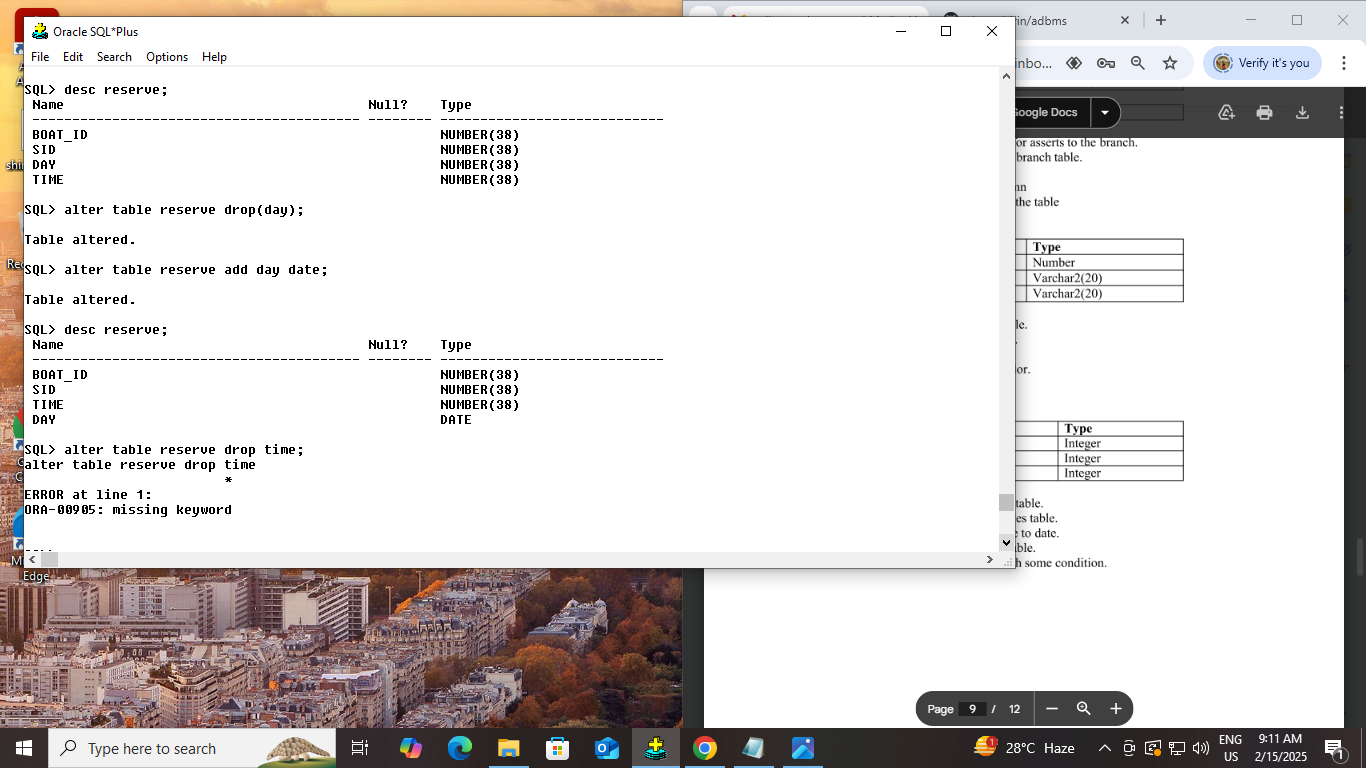 Oracle SQL*Plus
File Edit Search Options Help
SQL> desc reserve;
Name Null? Type
----------------------------------------- -------- ----------------------------
BOAT_ID NUMBER(38)
SID NUMBER(38)
DAY NUMBER(38)
TIME NUMBER(38)
SQL> alter table reserve drop(day);
Table altered.
SQL> alter table reserve add day date;
Table altered.
SQL> desc reserve;
Name Null? Type
----------------------------------------- -------- ----------------------------
BOAT_ID NUMBER(38)
SID NUMBER(38)
TIME NUMBER(38)
DAY DATE
SQL> alter table reserve drop time;
alter table reserve drop time
*
ERROR at line 1:
ORA-00905: missing keyword
Edge
in/adbms
inbo...
Verify it's you
Google Docs
or asserts to the branch.
branch table.
the table
Type
Number
Varchar2(20)
Varchar2(20)
le.
or.
Type
Integer
Integer
Integer
table.
es table.
e to date.
ble.
h some condition.
Page 9 / 12
Type here to search
1
28°C Haze
ENG
US
9:11 AM
2/15/2025
1